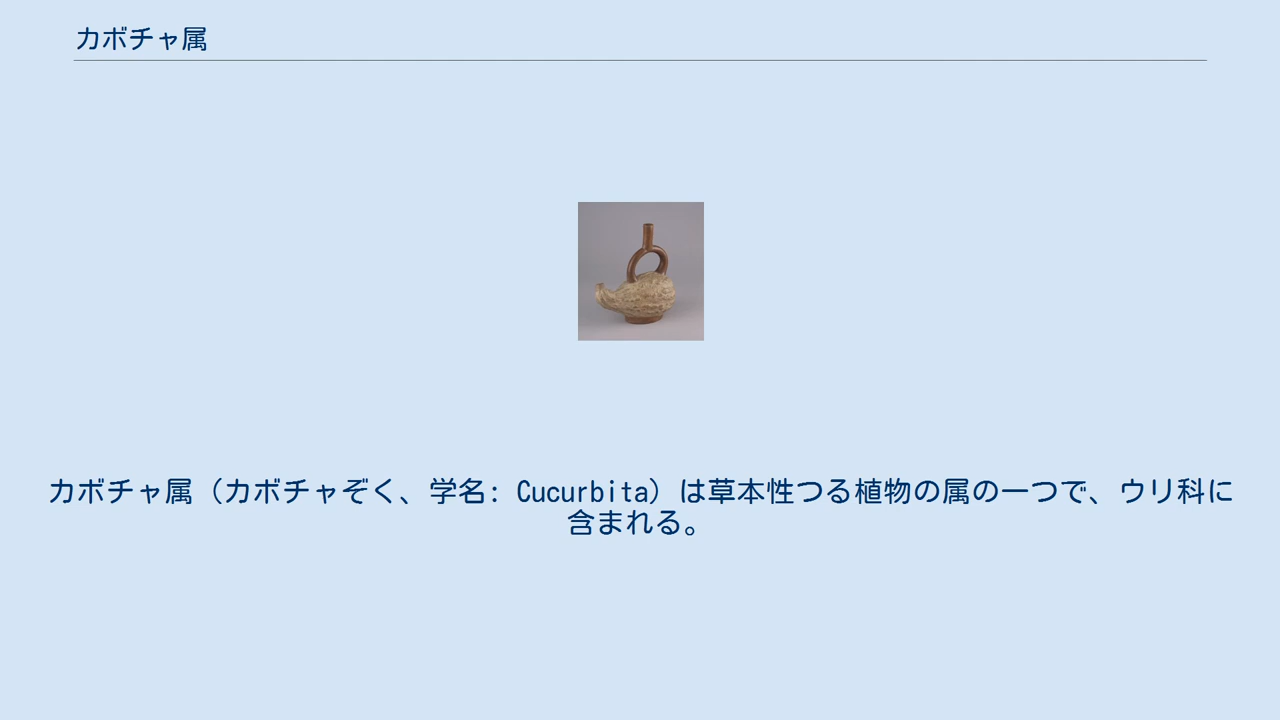 カボチャ属
カボチャ属（カボチャぞく、学名: Cucurbita）は草本性つる植物の属の一つで、ウリ科に
含まれる。